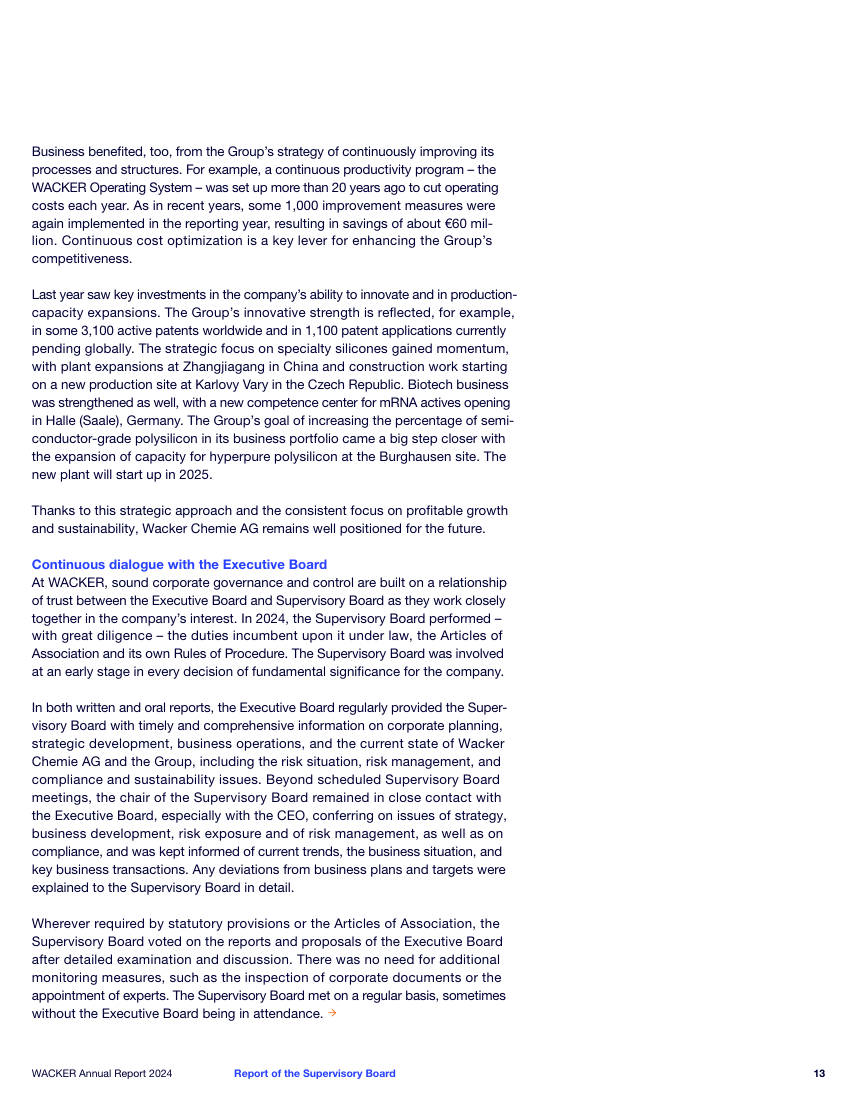 Business benefited, too, from the Group’s strategy of continuously improving its
processes and structures. For example, a continuous productivity program – the
WACKER Operating System – was set up more than 20 years ago to cut operating
costs each year. As in recent years, some 1,000 improvement measures were
again implemented in the reporting year, resulting in savings of about €60 mil-
lion. Continuous cost optimization is a key lever for enhancing the Group’s
competitiveness.
Last year saw key investments in the company’s ability to innovate and in production-
capacity expansions. The Group’s innovative strength is reflected, for example,
in some 3,100 active patents worldwide and in 1,100 patent applications currently
pending globally. The strategic focus on specialty silicones gained momentum,
with plant expansions at Zhangjiagang in China and construction work starting
on a new production site at Karlovy Vary in the Czech Republic. Biotech business
was strengthened as well, with a new competence center for mRNA actives opening
in Halle (Saale), Germany. The Group’s goal of increasing the percentage of semi-
conductor-grade polysilicon in its business portfolio came a big step closer with
the expansion of capacity for hyperpure polysilicon at the Burghausen site. The
new plant will start up in 2025.
Thanks to this strategic approach and the consistent focus on profitable growth
and sustainability, Wacker Chemie AG remains well positioned for the future.
Continuous dialogue with the Executive Board
At WACKER, sound corporate governance and control are built on a relationship
of trust between the Executive Board and Supervisory Board as they work closely
together in the company’s interest. In 2024, the Supervisory Board performed –
with great diligence – the duties incumbent upon it under law, the Articles of
Association and its own Rules of Procedure. The Supervisory Board was involved
at an early stage in every decision of fundamental significance for the company.
In both written and oral reports, the Executive Board regularly provided the Super-
visory Board with timely and comprehensive information on corporate planning,
strategic development, business operations, and the current state of Wacker
Chemie AG and the Group, including the risk situation, risk management, and
compliance and sustainability issues. Beyond scheduled Supervisory Board
meetings, the chair of the Supervisory Board remained in close contact with
the Executive Board, especially with the CEO, conferring on issues of strategy,
business development, risk exposure and of risk management, as well as on
compliance, and was kept informed of current trends, the business situation, and
key business transactions. Any deviations from business plans and targets were
explained to the Supervisory Board in detail.
Wherever required by statutory provisions or the Articles of Association, the
Supervisory Board voted on the reports and proposals of the Executive Board
after detailed examination and discussion. There was no need for additional
monitoring measures, such as the inspection of corporate documents or the
appointment of experts. The Supervisory Board met on a regular basis, sometimes
without the Executive Board being in attendance. →
WACKER Annual Report 2024 Report of the Supervisory Board 13